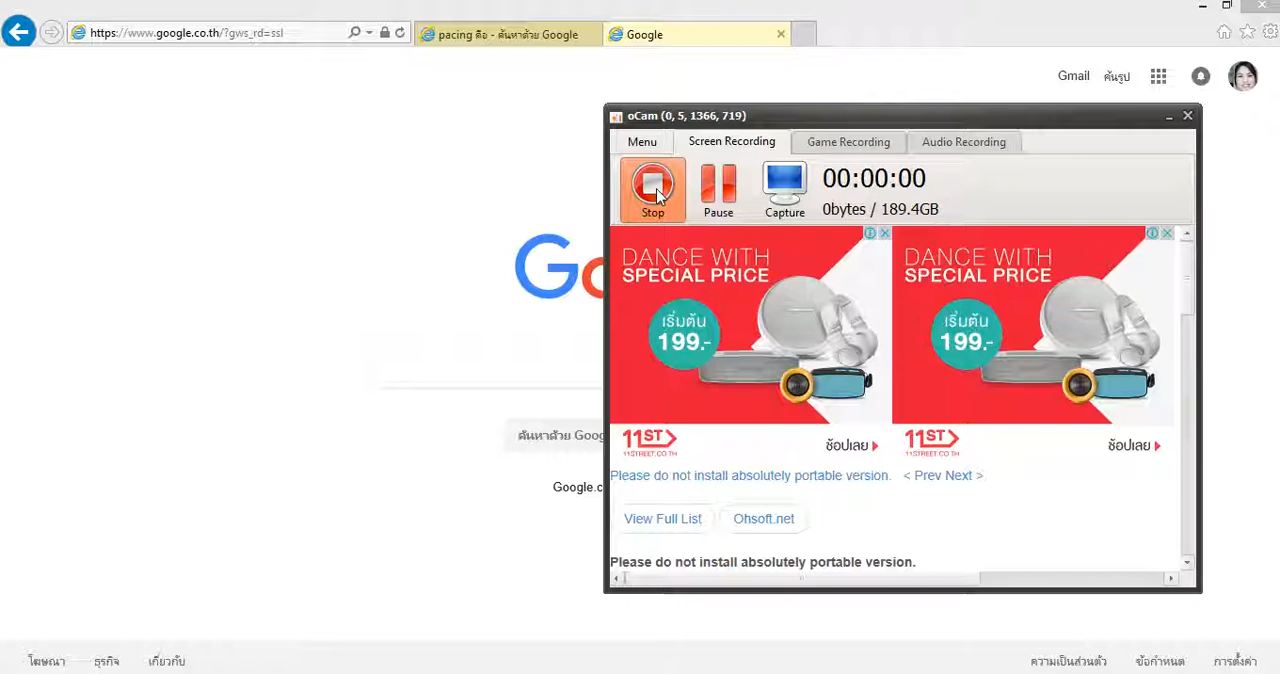 https://www.google.co.th/?gws_rd=ssl
pacing คือ - ค้นหาด้วย Google
Google
Gmail
ค้นรูป
oCam (0, 5, 1366, 719)
Menu
Screen Recording
Game Recording
Audio Recording
Stop
Pause
Capture
00:00:00
0bytes / 189.4GB
Go
DANCE WITH
SPECIAL PRICE
เริ่มต้น
199.-
11ST
11STREET.CO.TH
ช้อปเลย
DANCE WITH
SPECIAL PRICE
เริ่มต้น
199.-
11ST
11STREET.CO.TH
ช้อปเลย
ค้นหาด้วย Goog
Google.c
Please do not install absolutely portable version.
< Prev Next >
View Full List
Ohsoft.net
Please do not install absolutely portable version.
โฆษณา
ธุรกิจ
เกี่ยวกับ
ความเป็นส่วนตัว
ข้อกำหนด
การตั้งค่า